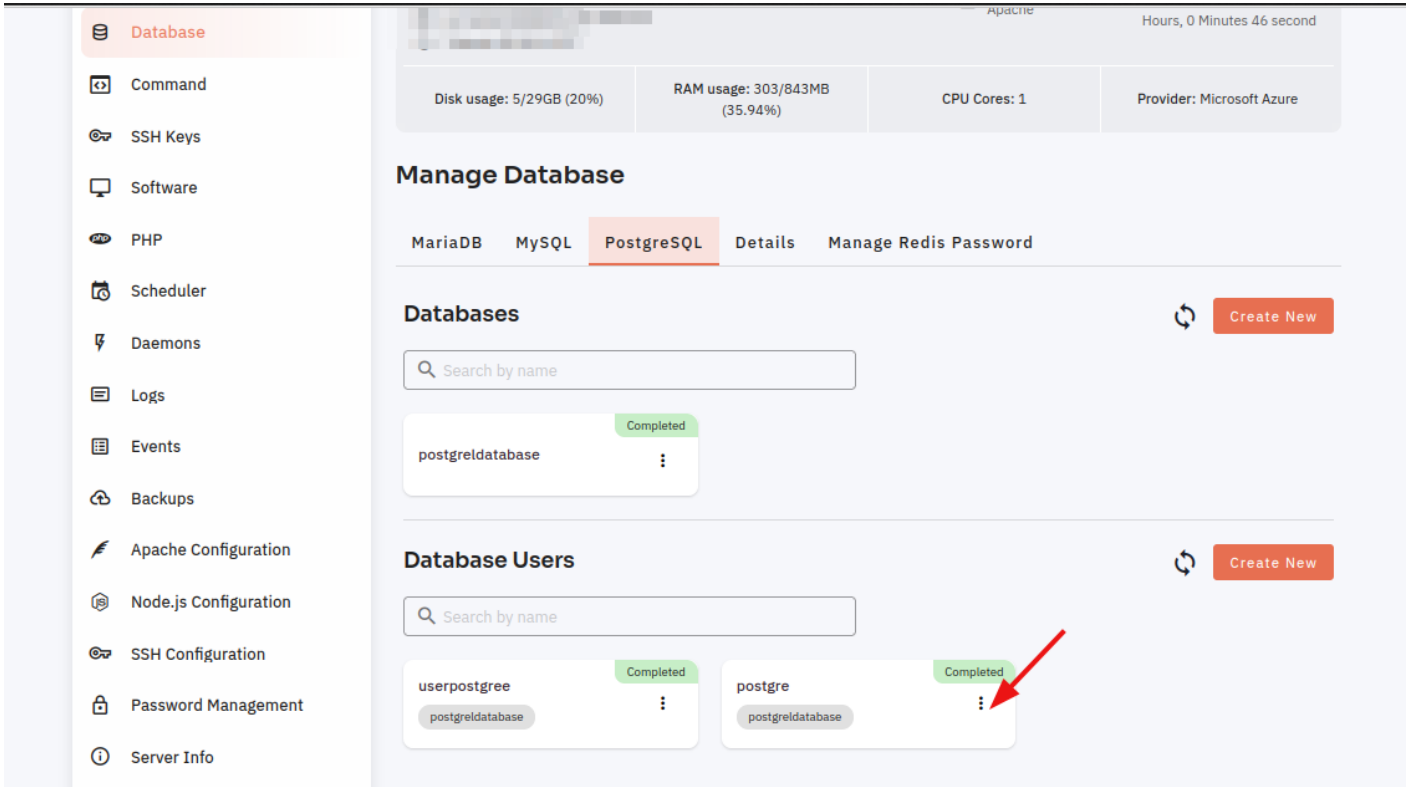 Database
Command
SSH Keys
Software
php
PHP
Scheduler
Daemons
Logs
Events
Backups
Apache Configuration
JS
Node.js Configuration
SSH Configuration
Password Management
Server Info
Apache
Hours, 0 Minutes 46 second
Disk usage: 5/29GB (20%)
RAM usage: 303/843MB
(35.94%)
CPU Cores: 1
Provider: Microsoft Azure
Manage Database
MariaDB
MySQL
PostgreSQL
Details
Manage Redis Password
Databases
Create New
Search by name
Completed
postgreldatabase
Database Users
Create New
Search by name
Completed
userpostgree
postgreldatabase
Completed
postgre
postgreldatabase